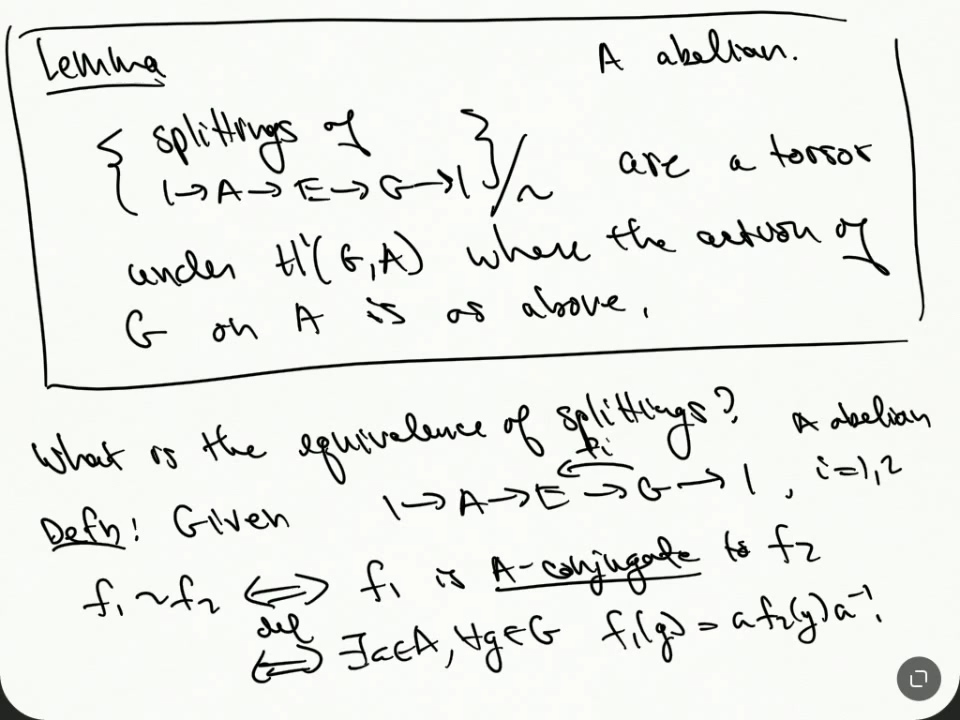 Lemma A abelian.
{ splittings of
1→A→E→G→1 }/~ are a torsor
under H¹(G,A) where the action of
G on A is as above.
What is the equivalence of splittings? A abelian
Defn: Given 1→A→E→G→1, i=1,2
fi
f₁~f₂ ⟺ f₁ is A-conjugate to f₂
def
⟺ ∃a∈A, ∀g∈G f₁(g) = af₂(g)a⁻¹.